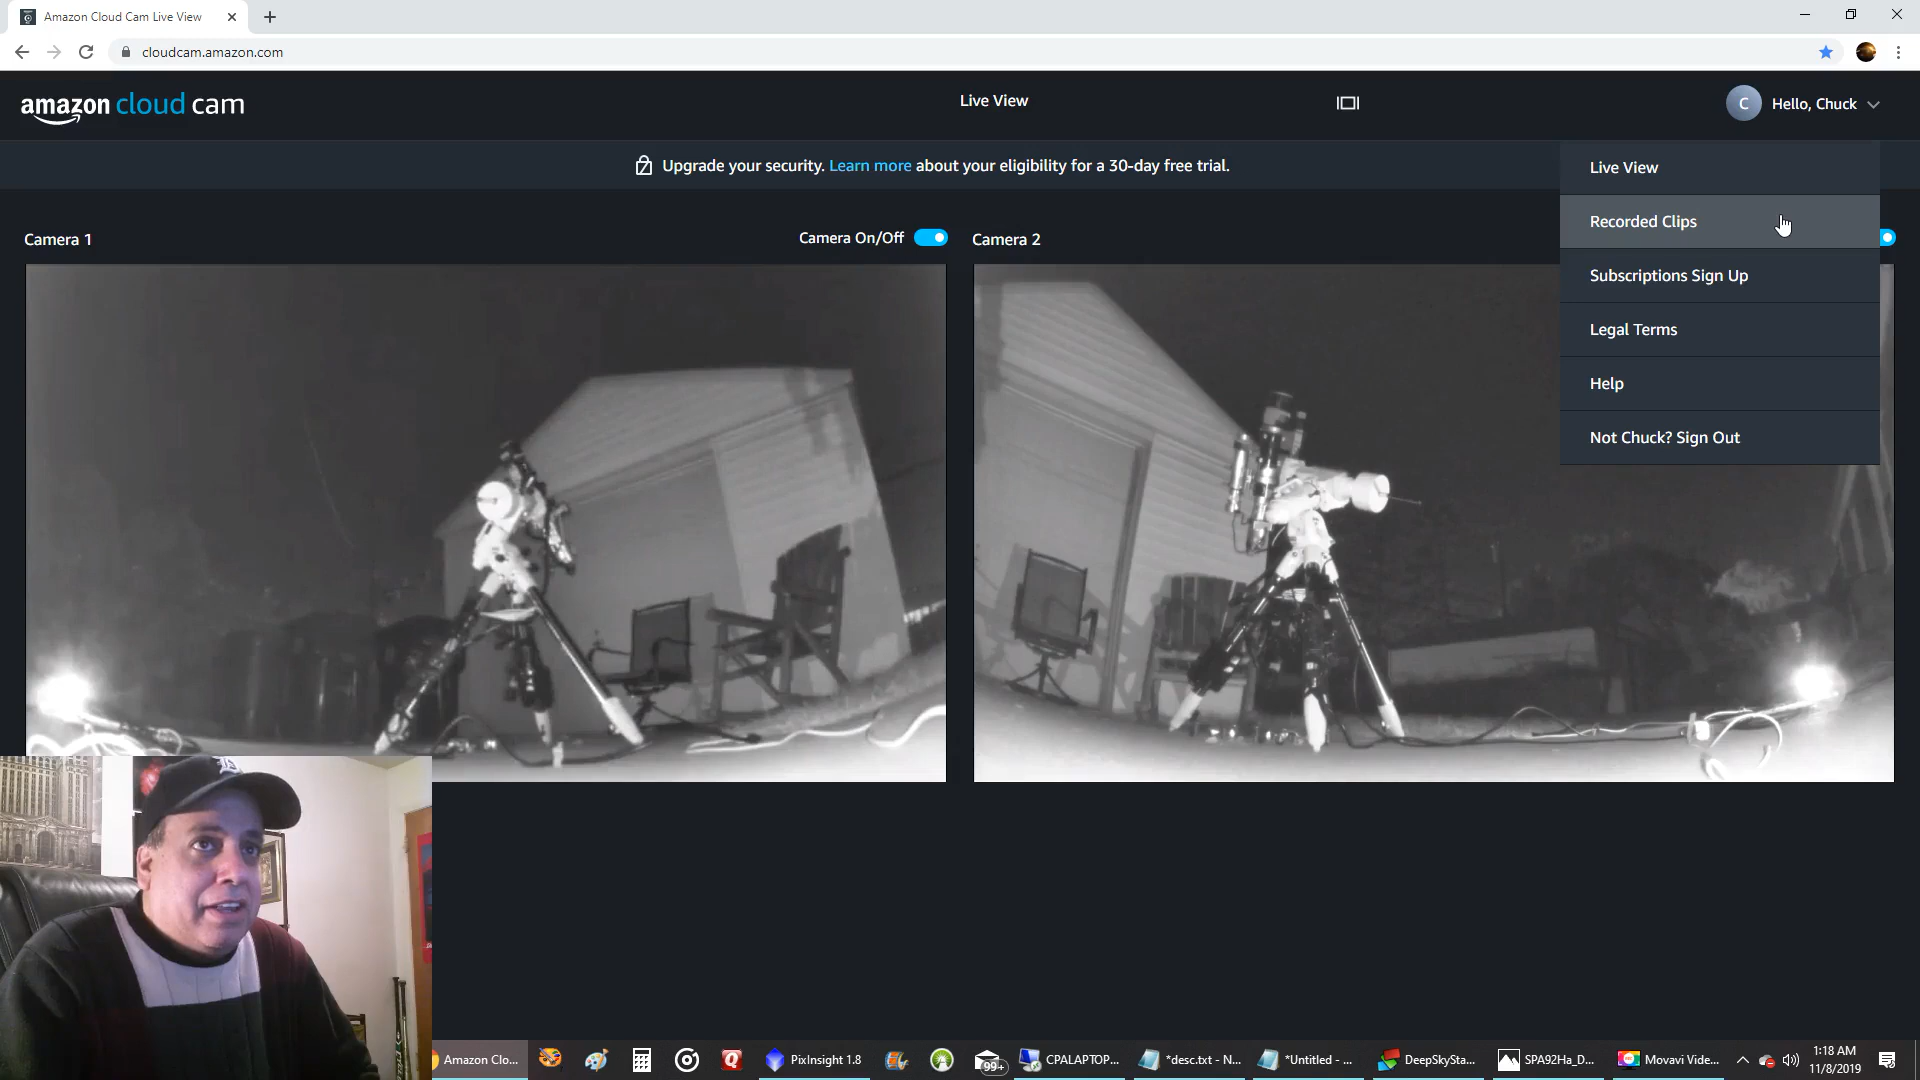 Amazon Cloud Cam Live View
cloudcam.amazon.com
amazon cloud cam
Live View
C
Hello, Chuck
Upgrade your security. Learn more about your eligibility for a 30-day free trial.
Live View
Recorded Clips
Subscriptions Sign Up
Legal Terms
Help
Not Chuck? Sign Out
Camera 1
Camera On/Off
Camera 2
Amazon Clo...
Q
PixInsight 1.8
99+
CPALAPTOP...
*desc.txt - N...
*Untitled - ...
DeepSkySta...
SPA92Ha_D...
Movavi Vide...
1:18 AM
11/8/2019